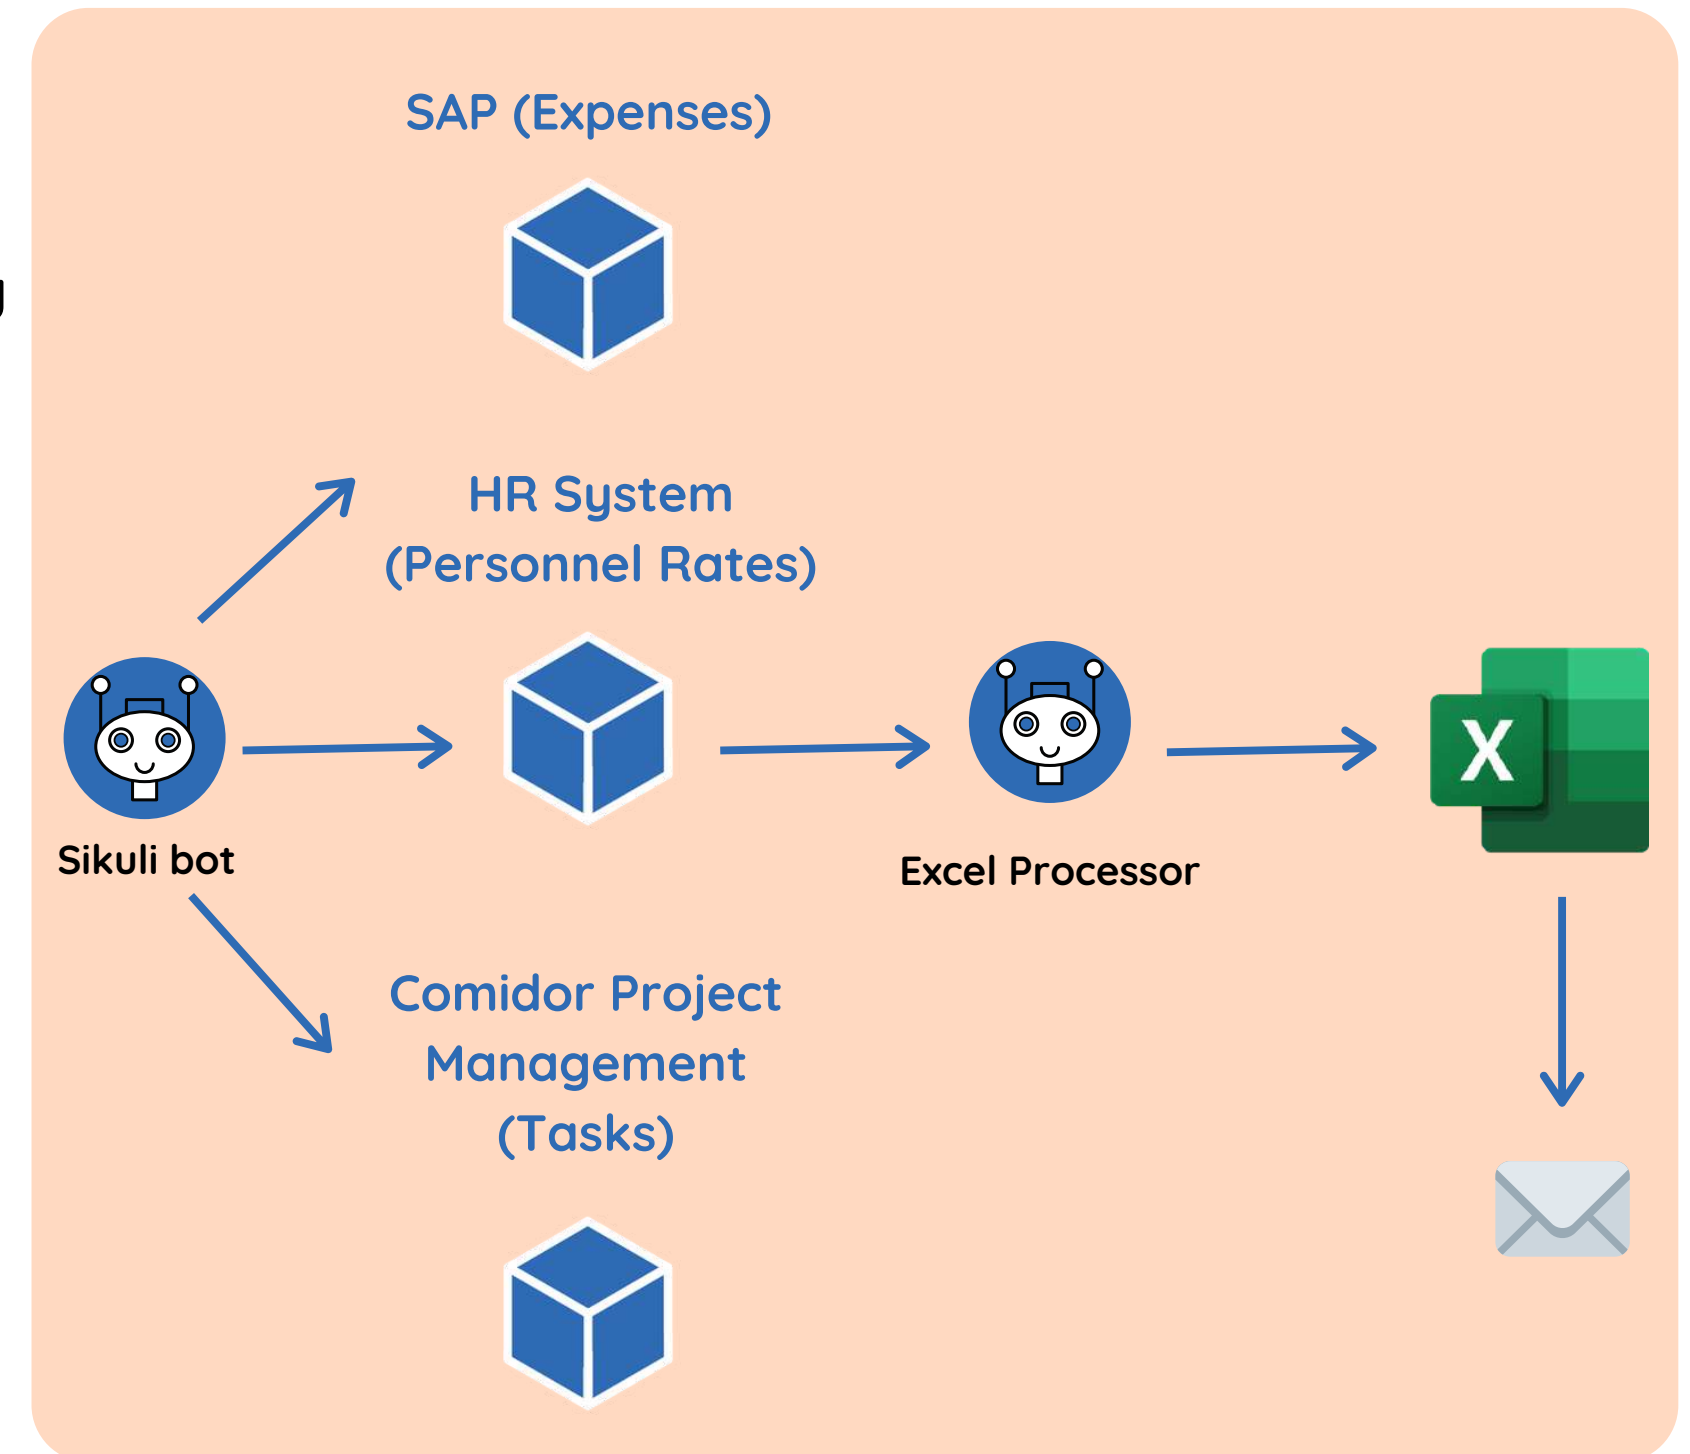 SAP (Expenses)
HR System
(Personnel Rates)
Sikuli bot
Excel Processor
X
Comidor Project
Management
(Tasks)